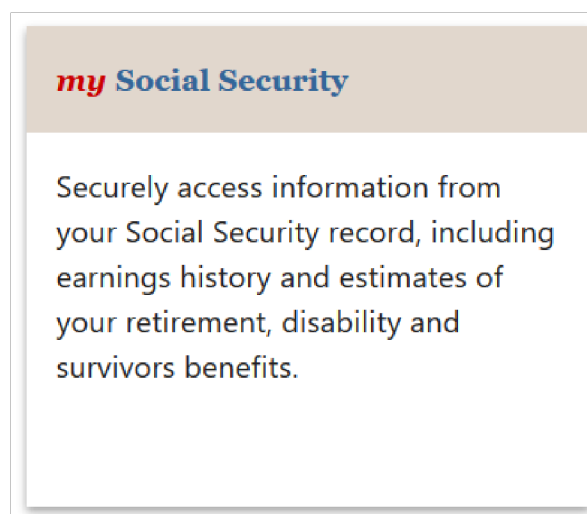 my Social Security
Securely access information from
your Social Security record, including
earnings history and estimates of
your retirement, disability and
survivors benefits.